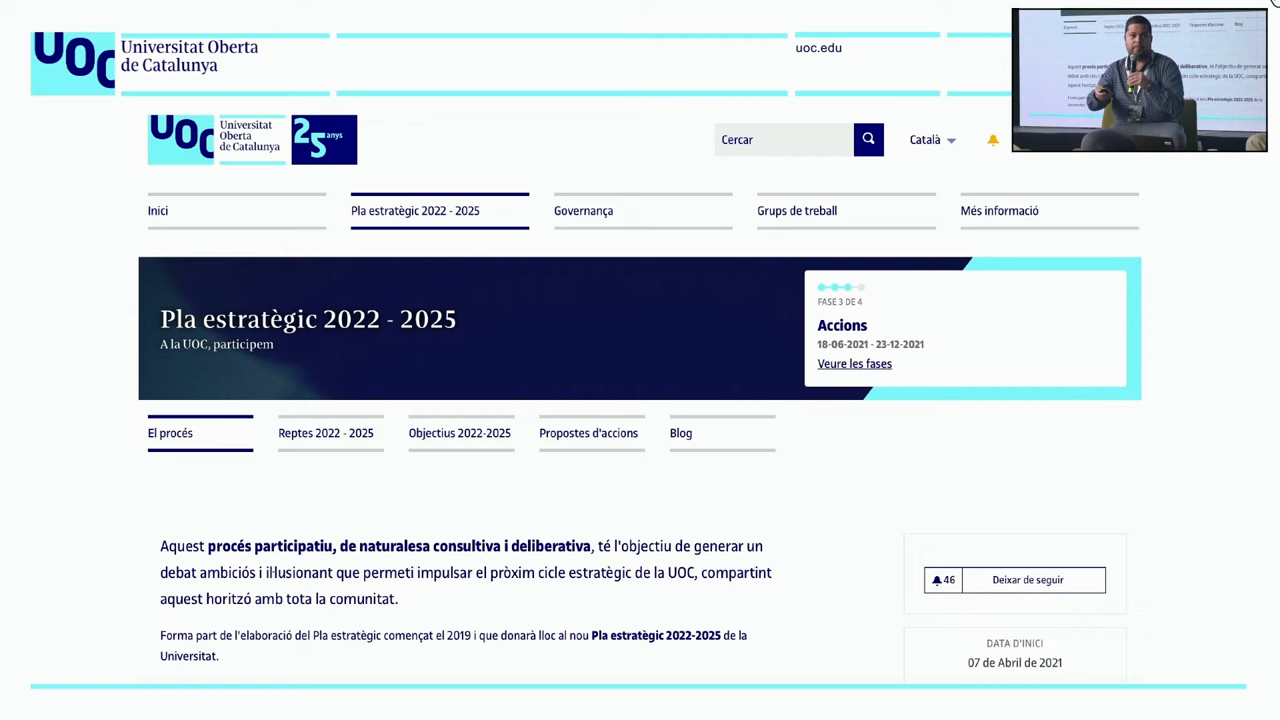 UOC
Universitat Oberta
de Catalunya
uoc.edu
UOC
Universitat
Oberta
de Catalunya
25 anys
Cercar
Català
Inici
Pla estratègic 2022 - 2025
Governança
Grups de treball
Més informació
Pla estratègic 2022 - 2025
A la UOC, participem
FASE 3 DE 4
Accions
18-06-2021 - 23-12-2021
Veure les fases
El procés
Reptes 2022 - 2025
Objectius 2022-2025
Propostes d'accions
Blog
Aquest procés participatiu, de naturalesa consultiva i deliberativa, té l'objectiu de generar un
debat ambiciós i il·lusionant que permeti impulsar el pròxim cicle estratègic de la UOC, compartint
aquest horitzó amb tota la comunitat.
Forma part de l'elaboració del Pla estratègic començat el 2019 i que donarà lloc al nou Pla estratègic 2022-2025 de la
Universitat.
46
Deixar de seguir
DATA D'INICI
07 de Abril de 2021